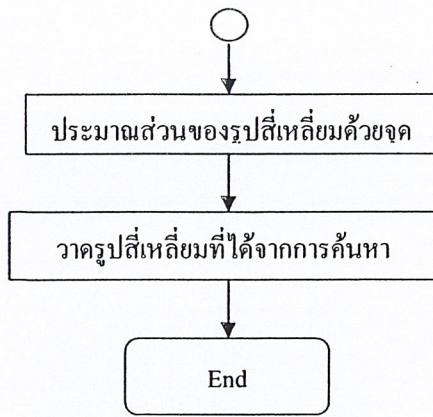 ประมาณส่วนของรูปสี่เหลี่ยมด้วยจุด
วาดรูปสี่เหลี่ยมที่ได้จากการค้นหา
End